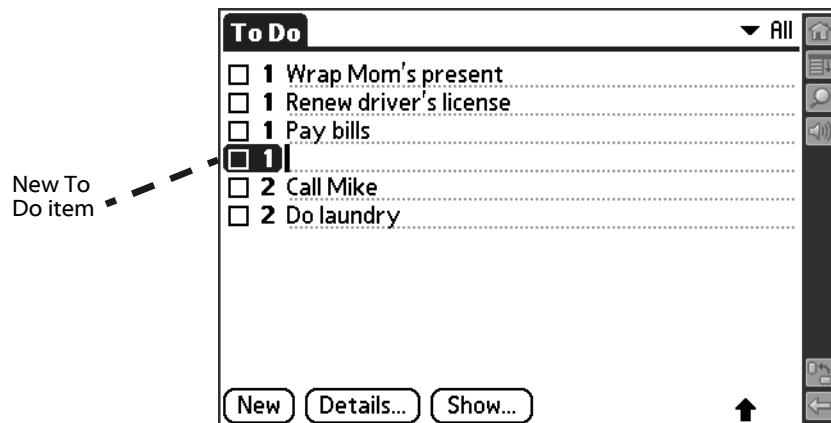 To Do
All
1 Wrap Mom's present
1 Renew driver's license
1 Pay bills
1
2 Call Mike
2 Do laundry
New To
Do item
New Details... Show...